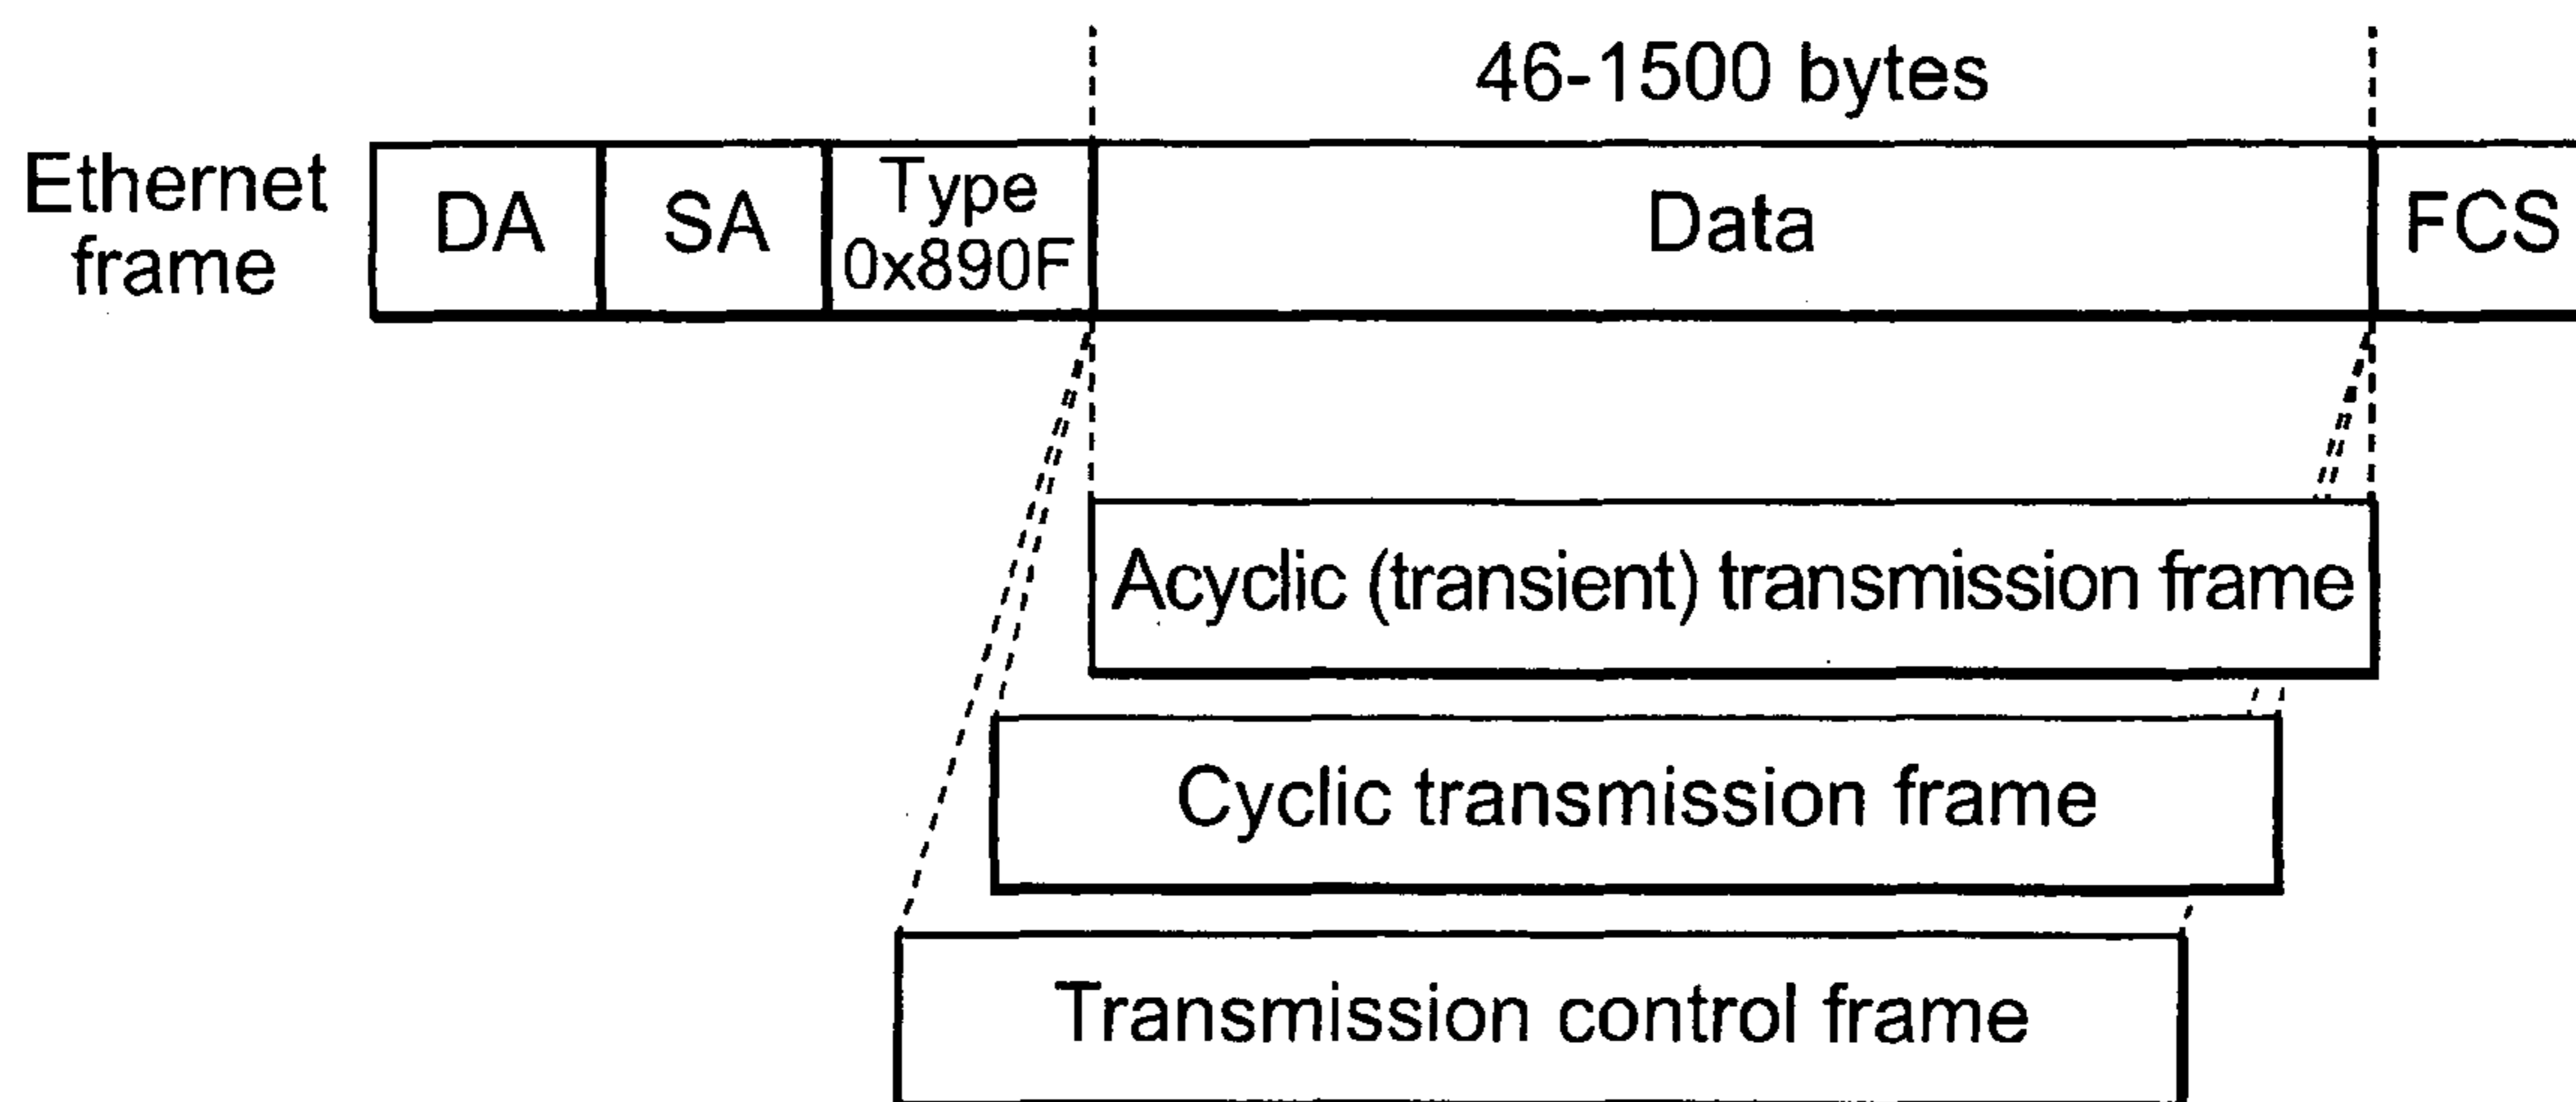 46-1500 bytes
Ethernet
frame
DA
SA
Type
0x890F
Data
FCS
Acyclic (transient) transmission frame
Cyclic transmission frame
Transmission control frame